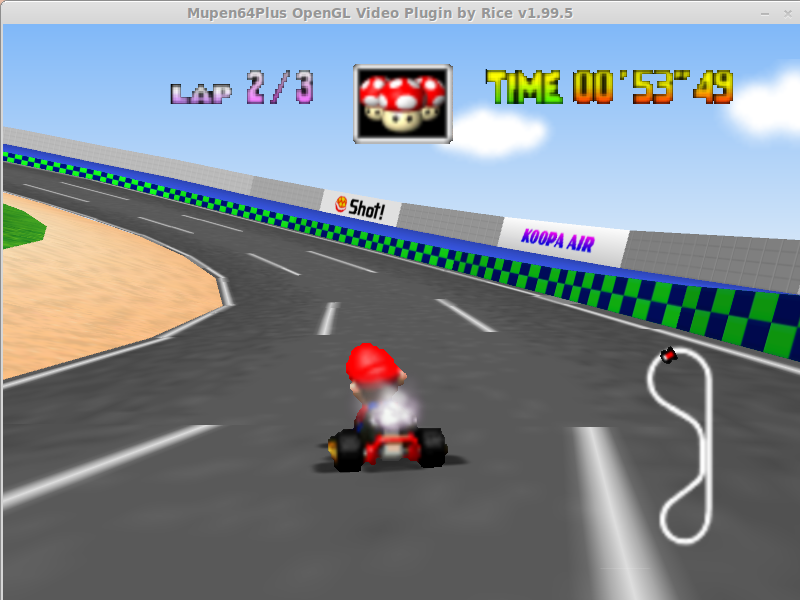 Mupen64Plus OpenGL Video Plugin by Rice v1.99.5
LAP 2/3
TIME 00'53"49
Shot!
KOOPA AIR